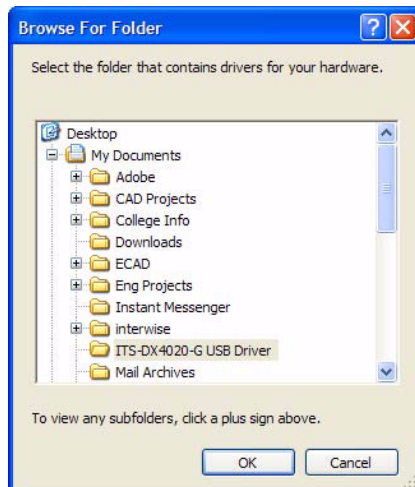 Browse For Folder
Select the folder that contains drivers for your hardware.
Desktop
My Documents
Adobe
CAD Projects
College Info
Downloads
ECAD
Eng Projects
Instant Messenger
interwise
ITS-DX4020-G USB Driver
Mail Archives
To view any subfolders, click a plus sign above.
OK
Cancel